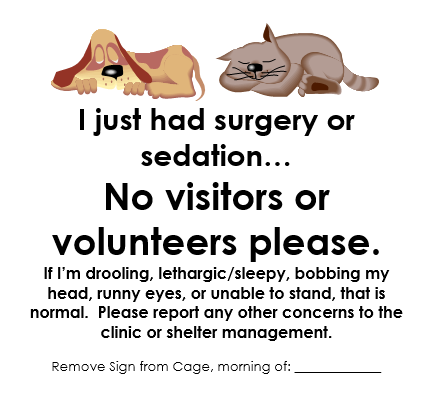 I just had surgery or
sedation…
No visitors or
volunteers please.
If I'm drooling, lethargic/sleepy, bobbing my
head, runny eyes, or unable to stand, that is
normal.  Please report any other concerns to the
clinic or shelter management.
Remove Sign from Cage, morning of: _____________